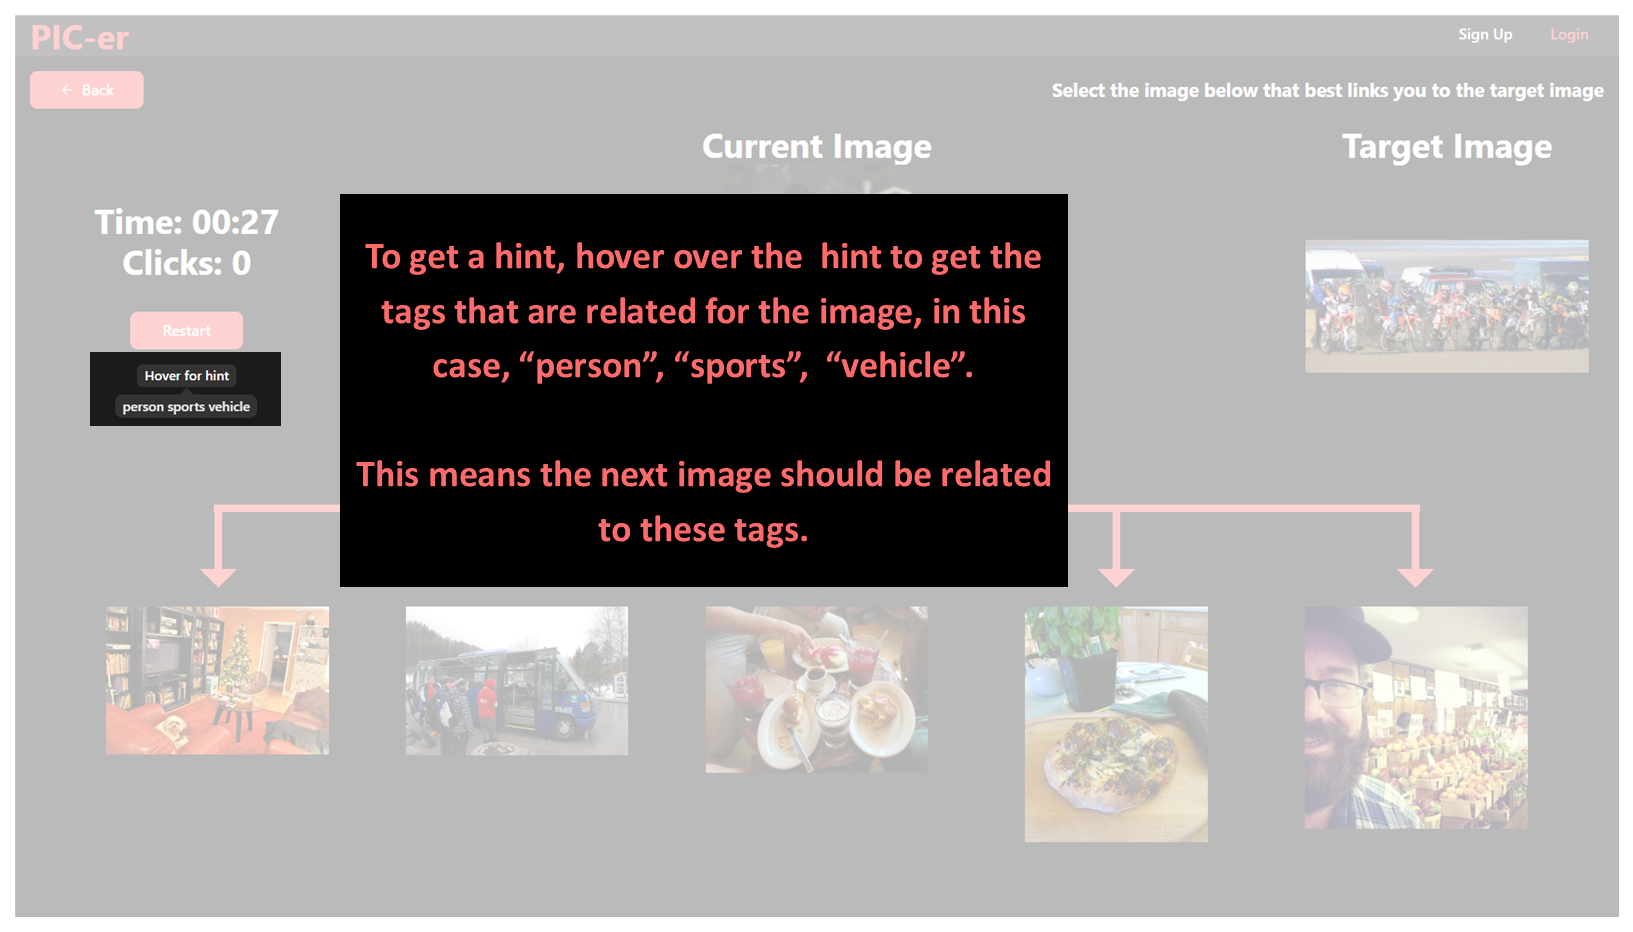 PIC-er
Sign Up Login
← Back
Select the image below that best links you to the target image
Current Image
Target Image
Time: 00:27
Clicks: 0
Restart
Hover for hint
person sports vehicle
To get a hint, hover over the  hint to get the
tags that are related for the image, in this
case, “person”, “sports”,  “vehicle”.
This means the next image should be related
to these tags.